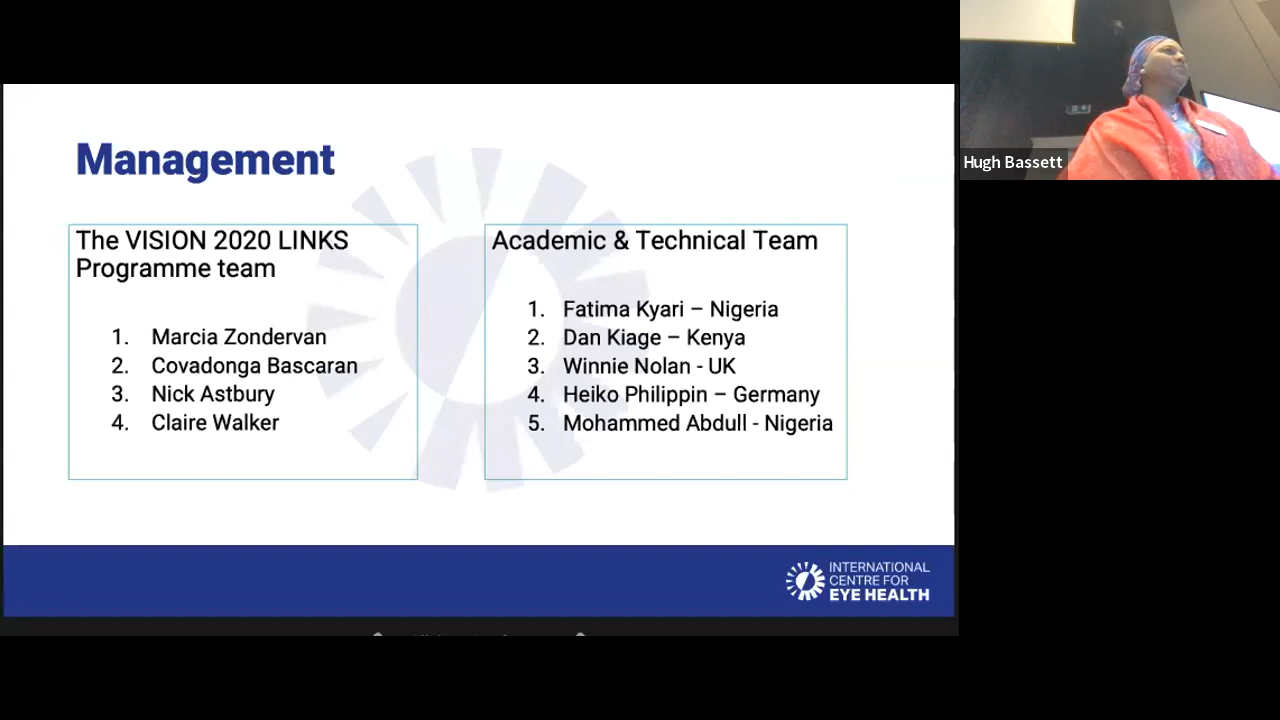 Management
The VISION 2020 LINKS
Programme team
1. Marcia Zondervan
2. Covadonga Bascaran
3. Nick Astbury
4. Claire Walker
Academic & Technical Team
1. Fatima Kyari – Nigeria
2. Dan Kiage – Kenya
3. Winnie Nolan - UK
4. Heiko Philippin – Germany
5. Mohammed Abdull - Nigeria
INTERNATIONAL
CENTRE FOR
EYE HEALTH
Hugh Bassett